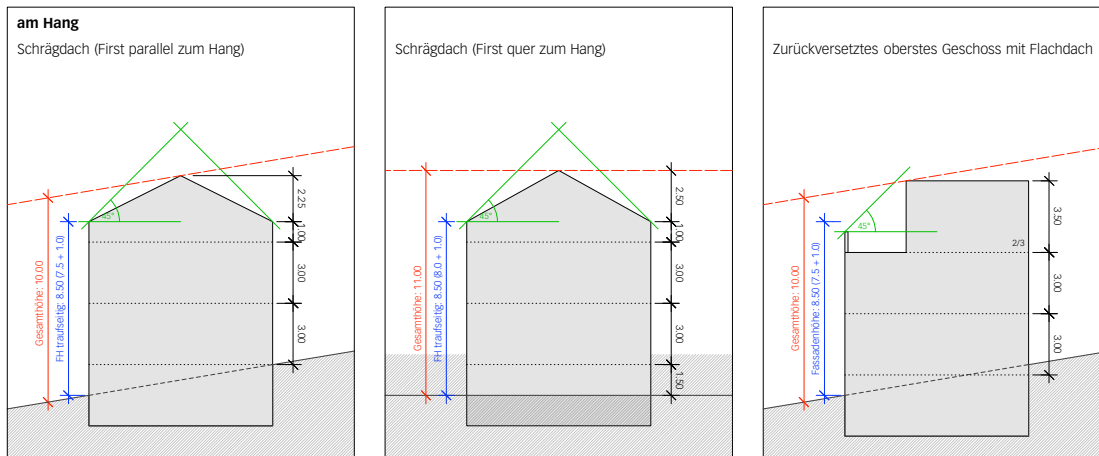 am Hang
Schrägdach (First parallel zum Hang)
45°
Gesamthöhe: 10.00
FH traufseitig: 8.50 (7.5 + 1.0)
2.25
1.00
3.00
3.00
Schrägdach (First quer zum Hang)
45°
Gesamthöhe: 11.00
FH traufseitig: 8.50 (8.0 + 1.0)
2.50
1.00
3.00
3.00
1.50
Zurückversetztes oberstes Geschoss mit Flachdach
45°
2/3
Gesamthöhe: 10.00
Fassadenhöhe: 8.50 (7.5 + 1.0)
3.50
3.00
3.00